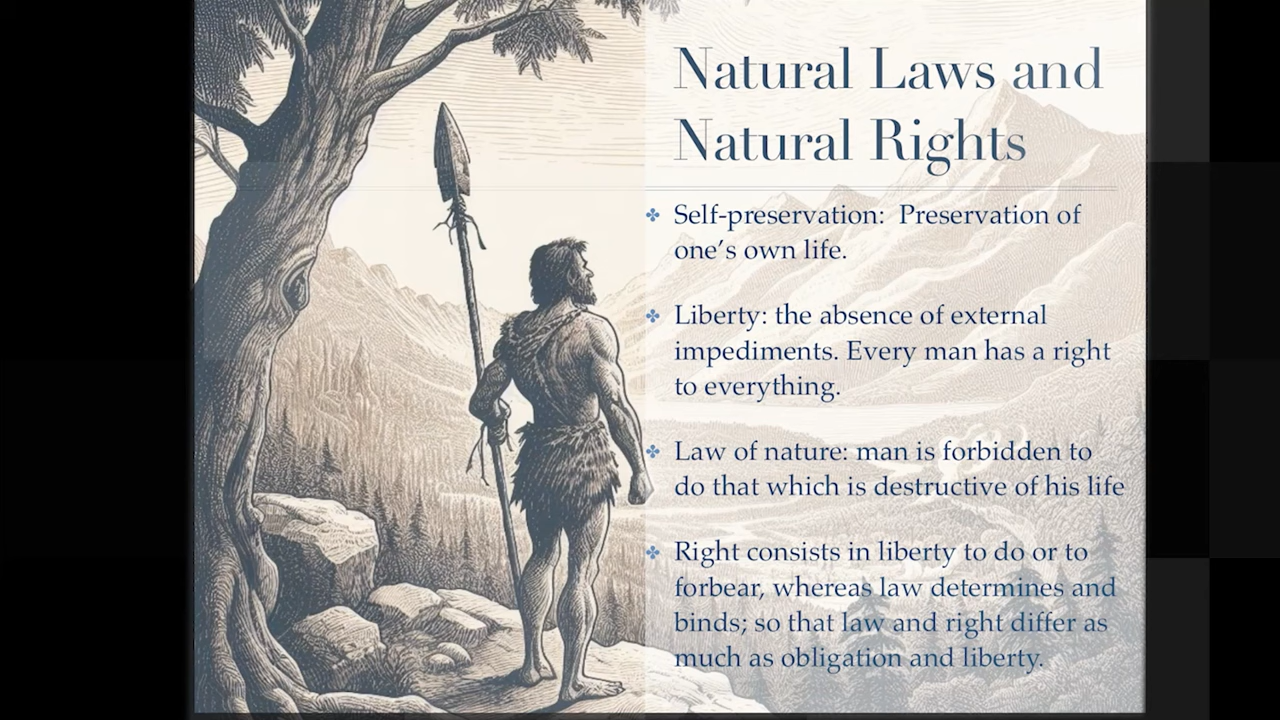 Natural Laws and
Natural Rights
Self-preservation:  Preservation of
one's own life.
Liberty: the absence of external
impediments. Every man has a right
to everything.
Law of nature: man is forbidden to
do that which is destructive of his life
Right consists in liberty to do or to
forbear, whereas law determines and
binds; so that law and right differ as
much as obligation and liberty.